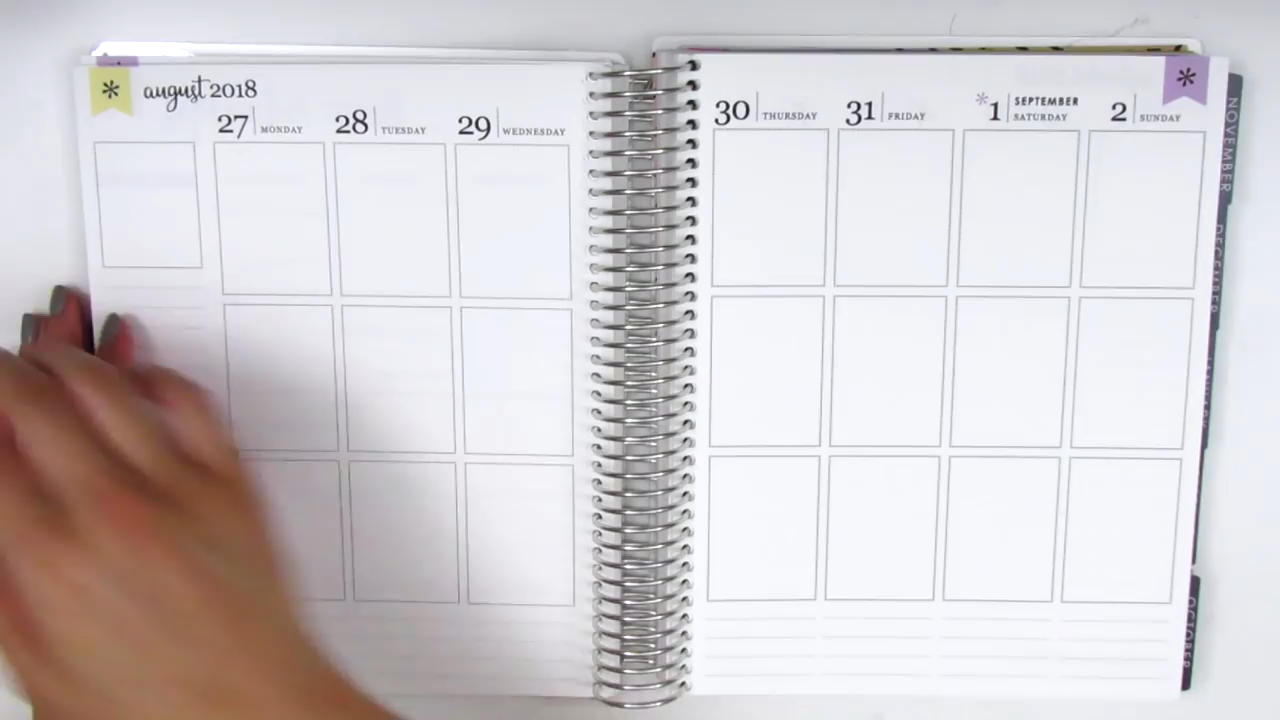 * august 2018 *
27 MONDAY 28 TUESDAY 29 WEDNESDAY 30 THURSDAY 31 FRIDAY *1 SEPTEMBER SATURDAY 2 SUNDAY
NOVEMBER
DECEMBER
JANUARY
OCTOBER